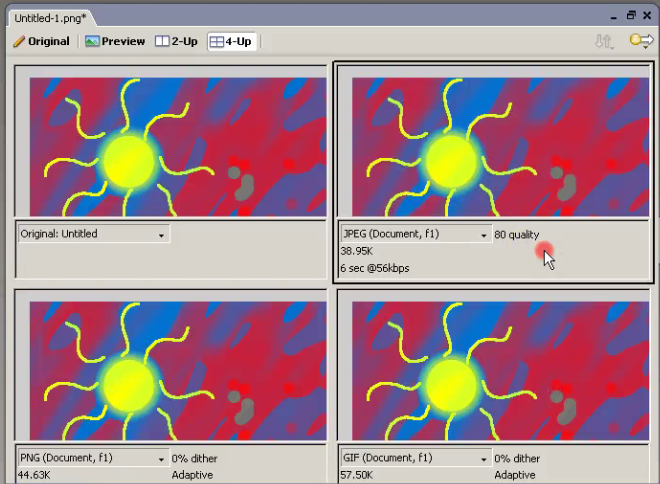 Untitled-1.png*
Original Preview 2-Up 4-Up
Original: Untitled
JPEG (Document, f1) 80 quality
38.95K
6 sec @56kbps
PNG (Document, f1) 0% dither
44.63K Adaptive
GIF (Document, f1) 0% dither
57.50K Adaptive